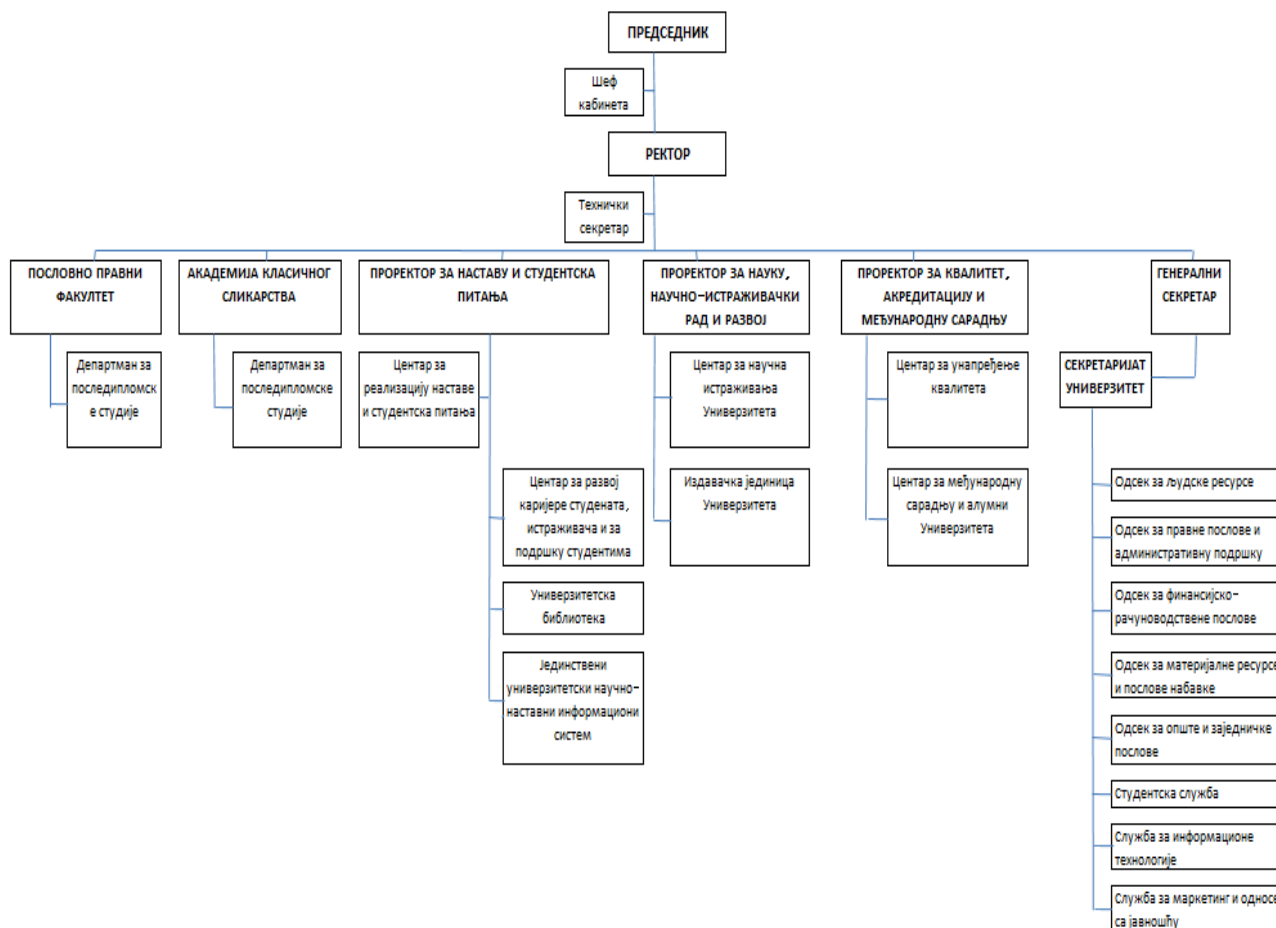 ПРЕДСЕДНИК
Шеф
кабинета
РЕКТОР
Технички
секретар
ПОСЛОВНО ПРАВНИ
ФАКУЛТЕТ
АКАДЕМИЈА КЛАСИЧНОГ
СЛИКАРСТВА
ПРОРЕКТОР ЗА НАСТАВУ И СТУДЕНТСКА
ПИТАЊА
ПРОРЕКТОР ЗА НАУКУ,
НАУЧНО-ИСТРАЖИВАЧКИ
РАД И РАЗВОЈ
ПРОРЕКТОР ЗА КВАЛИТЕТ,
АКРЕДИТАЦИЈУ И
МЕЂУНАРОДНУ САРАДЊУ
ГЕНЕРАЛНИ
СЕКРЕТАР
Департман за
последипломск
е студије
Департман за
последипломске
студије
Центар за
реализацију наставе
и студентска питања
Центар за научна
истраживања
Универзитета
Центар за унапређење
квалитета
СЕКРЕТАРИЈАТ
УНИВЕРЗИТЕТ
Центар за развој
каријере студената,
истраживача и за
подршку студентима
Издавачка јединица
Универзитета
Центар за међународну
сарадњу и алумни
Универзитета
Универзитетска
библиотека
Јединствени
универзитетски научно-
наставни информациони
систем
Одсек за људске ресурсе
Одсек за правне послове и
административну подршку
Одсек за финансијско-
рачуноводствене послове
Одсек за материјалне ресурсе
и послове набавке
Одсек за опште и заједничке
послове
Студентска служба
Служба за информационе
технологије
Служба за маркетинг и односе
са јавношћу